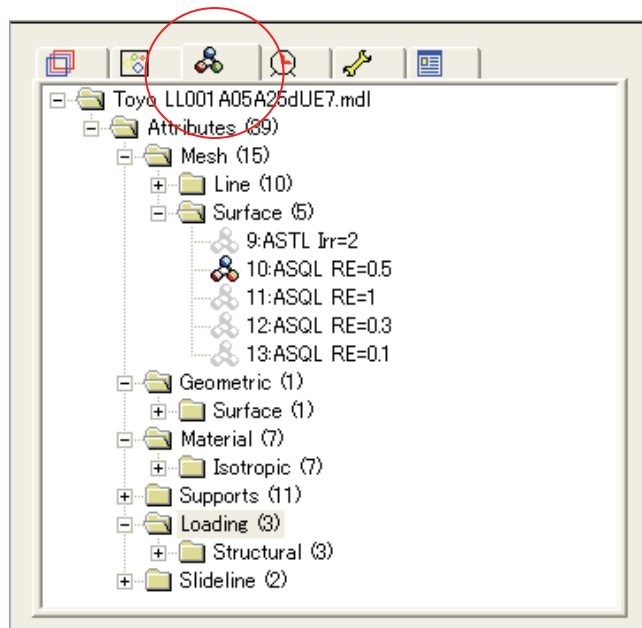 Toyo LL001A05A25dUE7.mdl
Attributes (39)
Mesh (15)
Line (10)
Surface (5)
9:ASTL Irr=2
10:ASQL RE=0.5
11:ASQL RE=1
12:ASQL RE=0.3
13:ASQL RE=0.1
Geometric (1)
Surface (1)
Material (7)
Isotropic (7)
Supports (11)
Loading (3)
Structural (3)
Slideline (2)